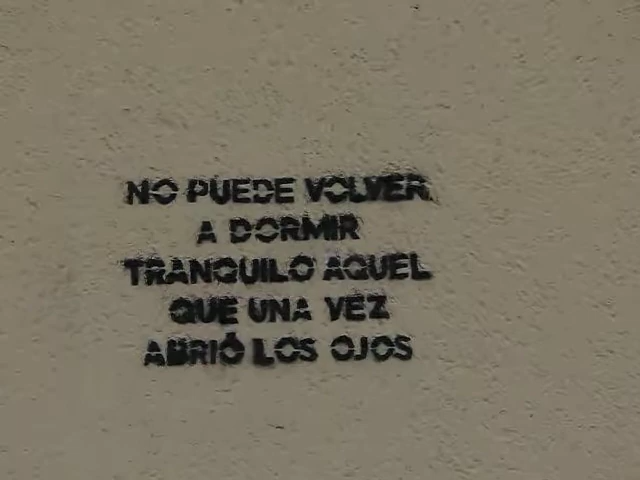 NO PUEDE VOLVER
A DORMIR
TRANQUILO AQUEL
QUE UNA VEZ
ABRIÓ LOS OJOS